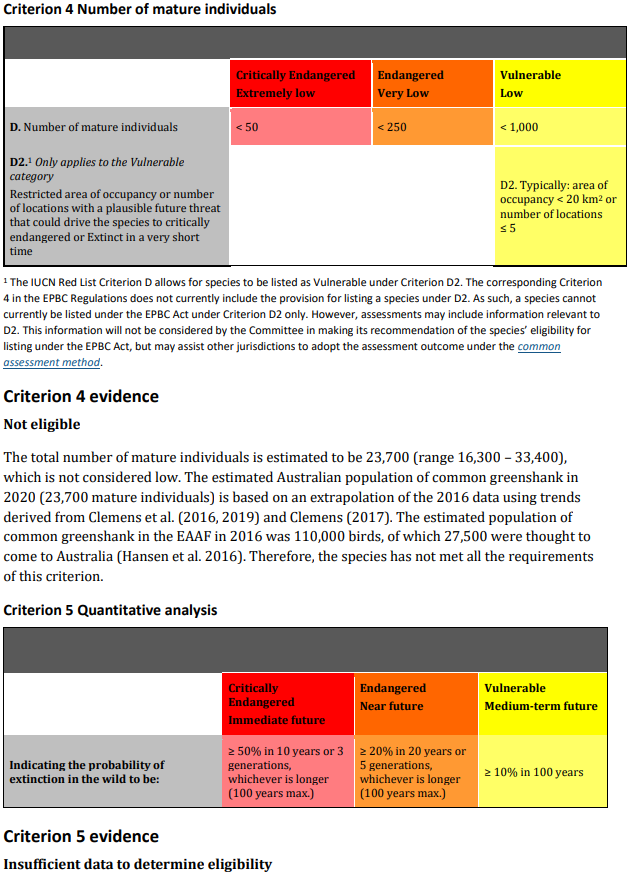 Criterion 4 Number of mature individuals
Critically Endangered
Extremely low
Endangered
Very Low
Vulnerable
Low
D. Number of mature individuals
< 50
< 250
< 1,000
D2.¹ Only applies to the Vulnerable
category
Restricted area of occupancy or number
of locations with a plausible future threat
that could drive the species to critically
endangered or Extinct in a very short
time
D2. Typically: area of
occupancy < 20 km² or
number of locations
≤ 5
¹ The IUCN Red List Criterion D allows for species to be listed as Vulnerable under Criterion D2. The corresponding Criterion
4 in the EPBC Regulations does not currently include the provision for listing a species under D2. As such, a species cannot
currently be listed under the EPBC Act under Criterion D2 only. However, assessments may include information relevant to
D2. This information will not be considered by the Committee in making its recommendation of the species’ eligibility for
listing under the EPBC Act, but may assist other jurisdictions to adopt the assessment outcome under the common
assessment method.
Criterion 4 evidence
Not eligible
The total number of mature individuals is estimated to be 23,700 (range 16,300 – 33,400),
which is not considered low. The estimated Australian population of common greenshank in
2020 (23,700 mature individuals) is based on an extrapolation of the 2016 data using trends
derived from Clemens et al. (2016, 2019) and Clemens (2017). The estimated population of
common greenshank in the EAAF in 2016 was 110,000 birds, of which 27,500 were thought to
come to Australia (Hansen et al. 2016). Therefore, the species has not met all the requirements
of this criterion.
Criterion 5 Quantitative analysis
Critically
Endangered
Immediate future
Endangered
Near future
Vulnerable
Medium-term future
Indicating the probability of
extinction in the wild to be:
≥ 50% in 10 years or 3
generations,
whichever is longer
(100 years max.)
≥ 20% in 20 years or
5 generations,
whichever is longer
(100 years max.)
≥ 10% in 100 years
Criterion 5 evidence
Insufficient data to determine eligibility